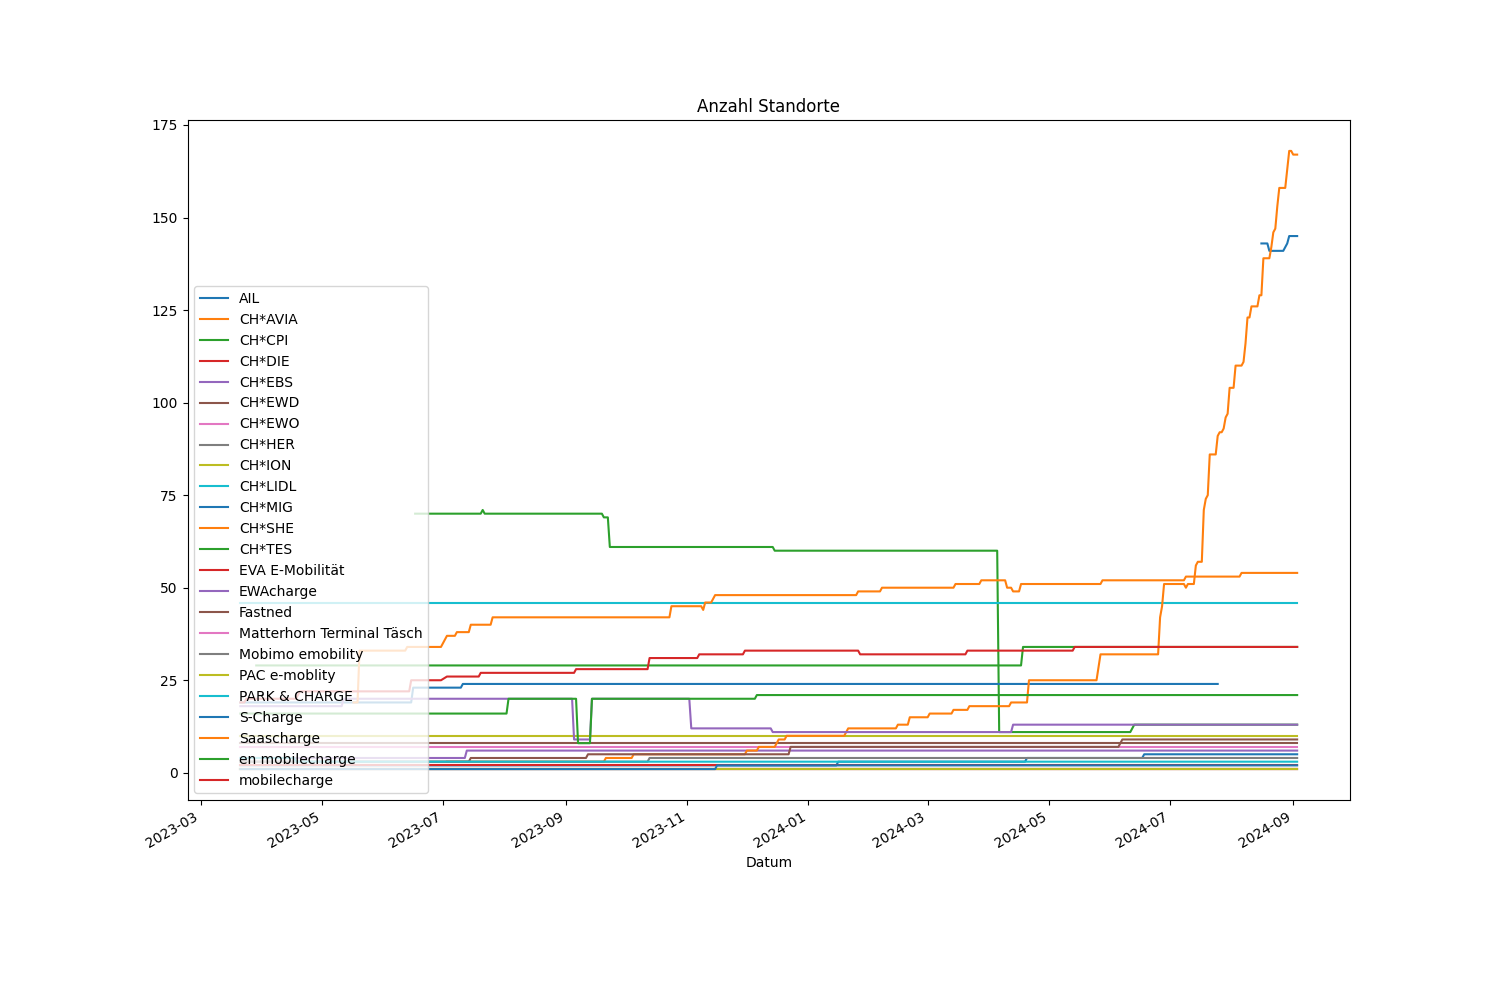 Anzahl Standorte
175
150
125
100
75
50
25
0
AIL
CH*AVIA
CH*CPI
CH*DIE
CH*EBS
CH*EWD
CH*EWO
CH*HER
CH*ION
CH*LIDL
CH*MIG
CH*SHE
CH*TES
EVA E-Mobilität
EWAcharge
Fastned
Matterhorn Terminal Täsch
Mobimo emobility
PAC e-moblity
PARK & CHARGE
S-Charge
Saascharge
en mobilecharge
mobilecharge
2023-03
2023-05
2023-07
2023-09
2023-11
2024-01
2024-03
2024-05
2024-07
2024-09
Datum